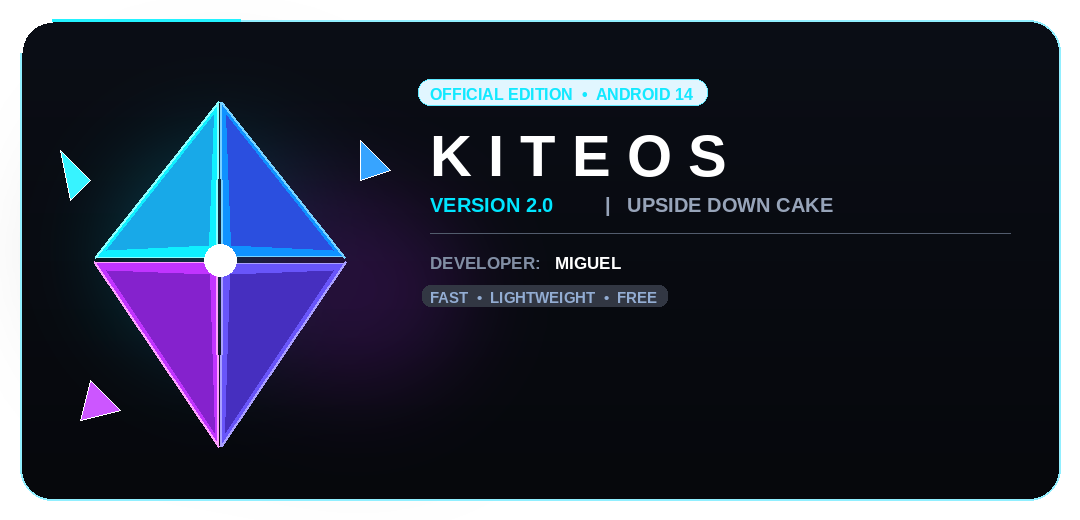 OFFICIAL EDITION • ANDROID 14
KITEOS
VERSION 2.0 | UPSIDE DOWN CAKE
DEVELOPER: MIGUEL
FAST • LIGHTWEIGHT • FREE